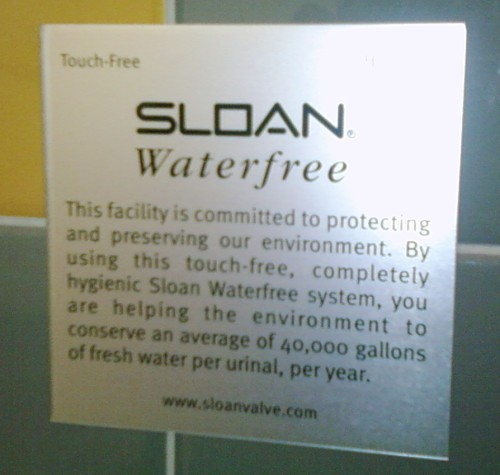 Touch-Free
SLOAN®
Waterfree
This facility is committed to protecting
and preserving our environment. By
using this touch-free, completely
hygienic Sloan Waterfree system, you
are helping the environment to
conserve an average of 40,000 gallons
of fresh water per urinal, per year.
www.sloanvalve.com